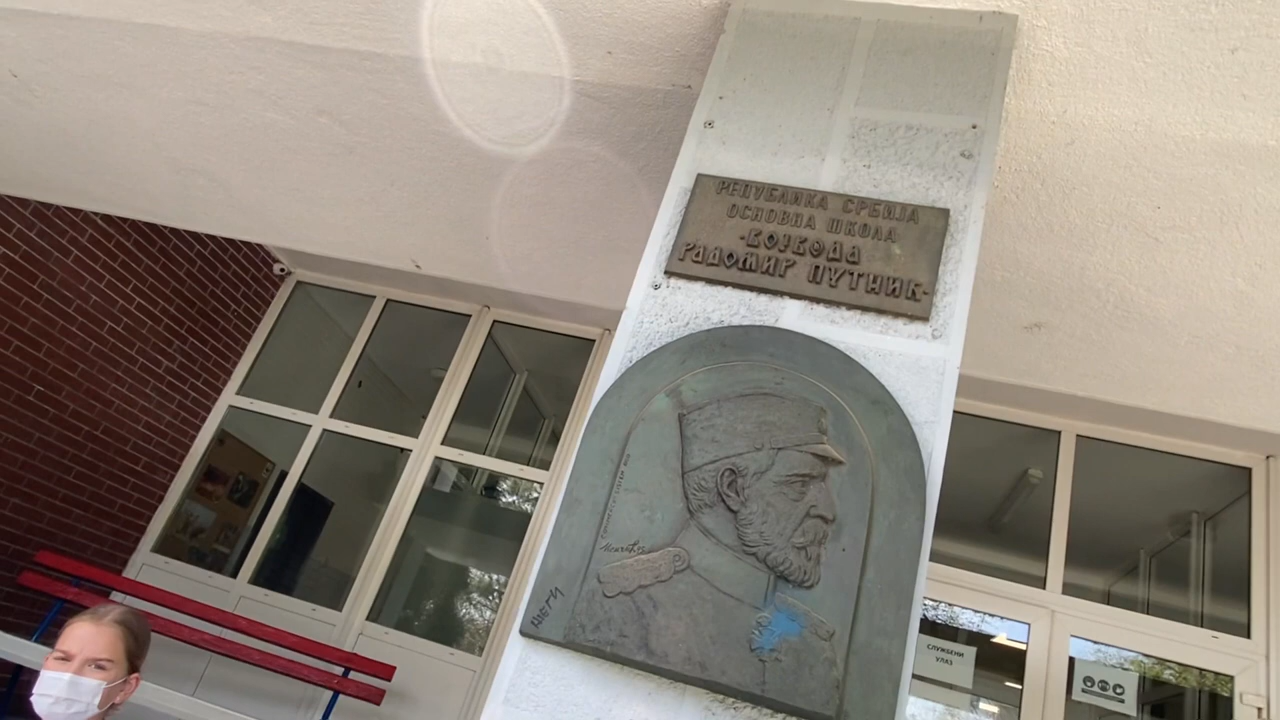 РЕПУБЛИКА СРБИЈА
ОСНОВНА ШКОЛА
-ВОЈВОДА
РАДОМИР ПУТНИК-
СЛУЖБЕНИ
УЛАЗ